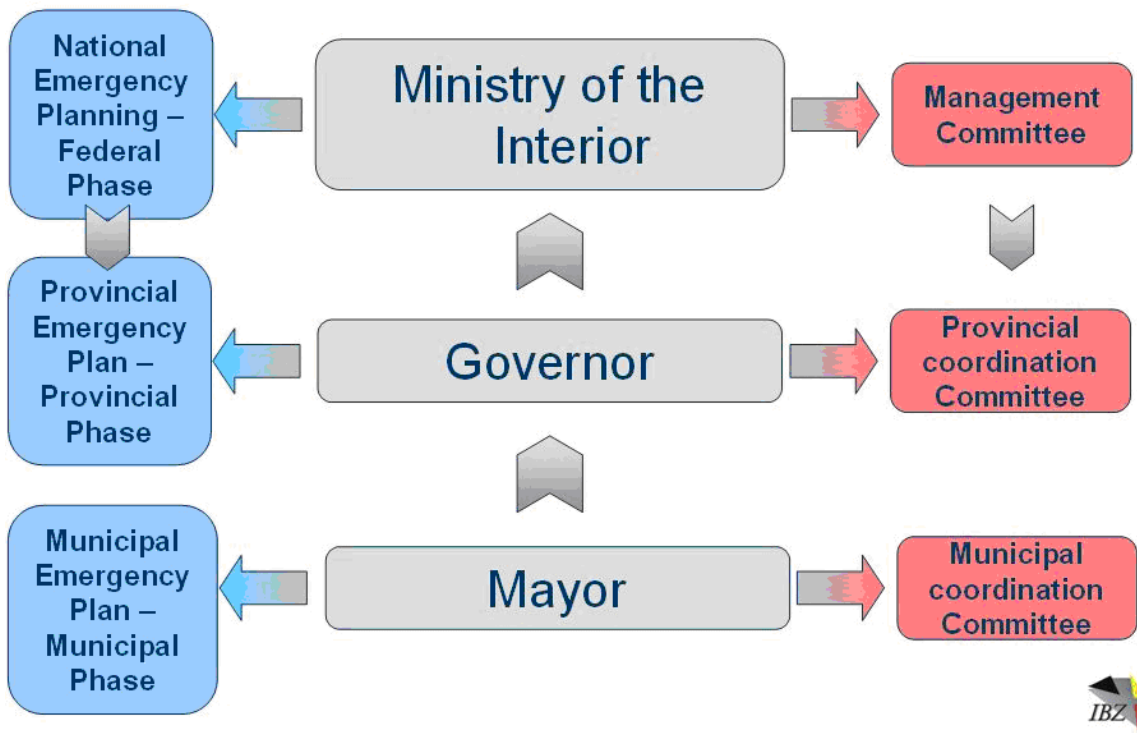 National
Emergency
Planning –
Federal
Phase
Ministry of the
Interior
Management
Committee
Provincial
Emergency
Plan –
Provincial
Phase
Governor
Provincial
coordination
Committee
Municipal
Emergency
Plan –
Municipal
Phase
Mayor
Municipal
coordination
Committee
IBZ